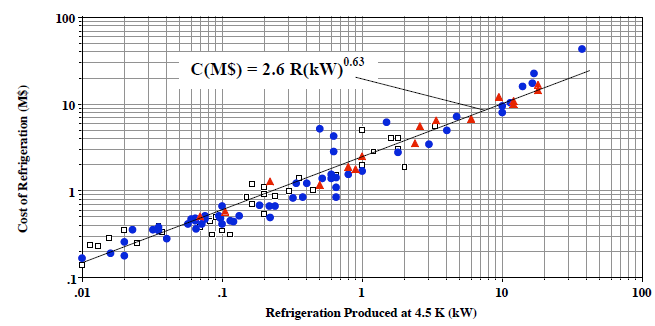 100
C(M$) = 2.6 R(kW)^0.63
10
Cost of Refrigeration (M$)
1
.1
.01 .1 1 10 100
Refrigeration Produced at 4.5 K (kW)